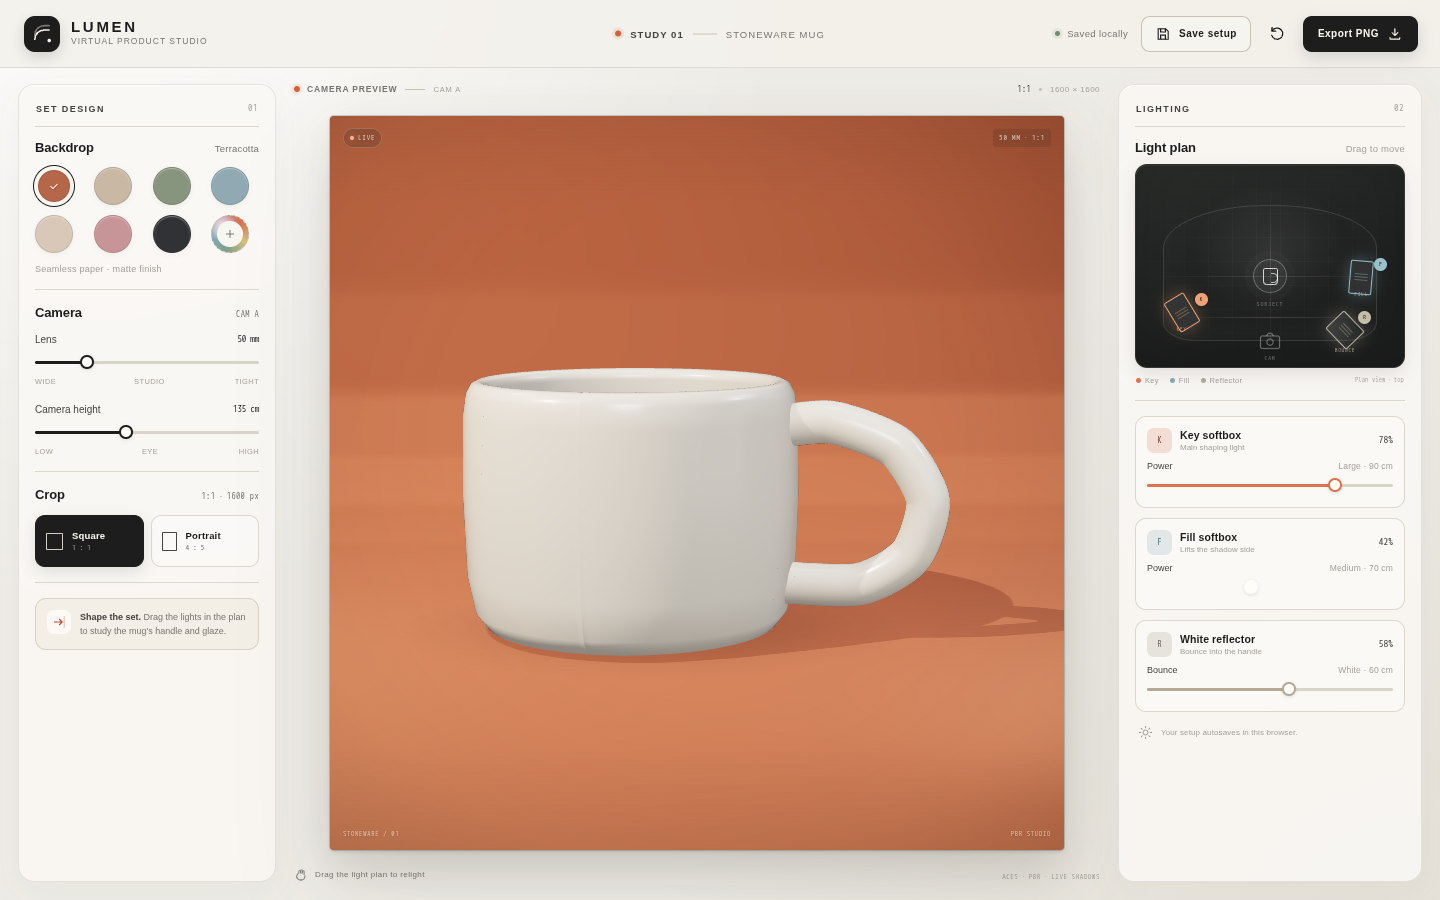 LUMEN
VIRTUAL PRODUCT STUDIO
STUDY 01
STONEWARE MUG
Saved locally
Save setup
Export PNG
SET DESIGN
01
Backdrop
Terracotta
Seamless paper · matte finish
Camera
CAM A
Lens
50 mm
WIDE
STUDIO
TIGHT
Camera height
135 cm
LOW
EYE
HIGH
Crop
1:1 · 1600 px
Square
1 : 1
Portrait
4 : 5
Shape the set. Drag the lights in the plan
to study the mug's handle and glaze.
CAMERA PREVIEW
CAM A
1:1 × 1600 × 1600
LIVE
50 MM · 1:1
STONEWARE / 01
PBR STUDIO
Drag the light plan to relight
ACES · PBR · LIVE SHADOWS
LIGHTING
02
Light plan
Drag to move
F
FILL
SUBJECT
K
KEY
R
BOUNCE
CAM
Key
Fill
Reflector
Plan view · top
K
Key softbox
Main shaping light
78%
Power
Large · 90 cm
F
Fill softbox
Lifts the shadow side
42%
Power
Medium · 70 cm
R
White reflector
Bounce into the handle
58%
Bounce
White · 60 cm
Your setup autosaves in this browser.